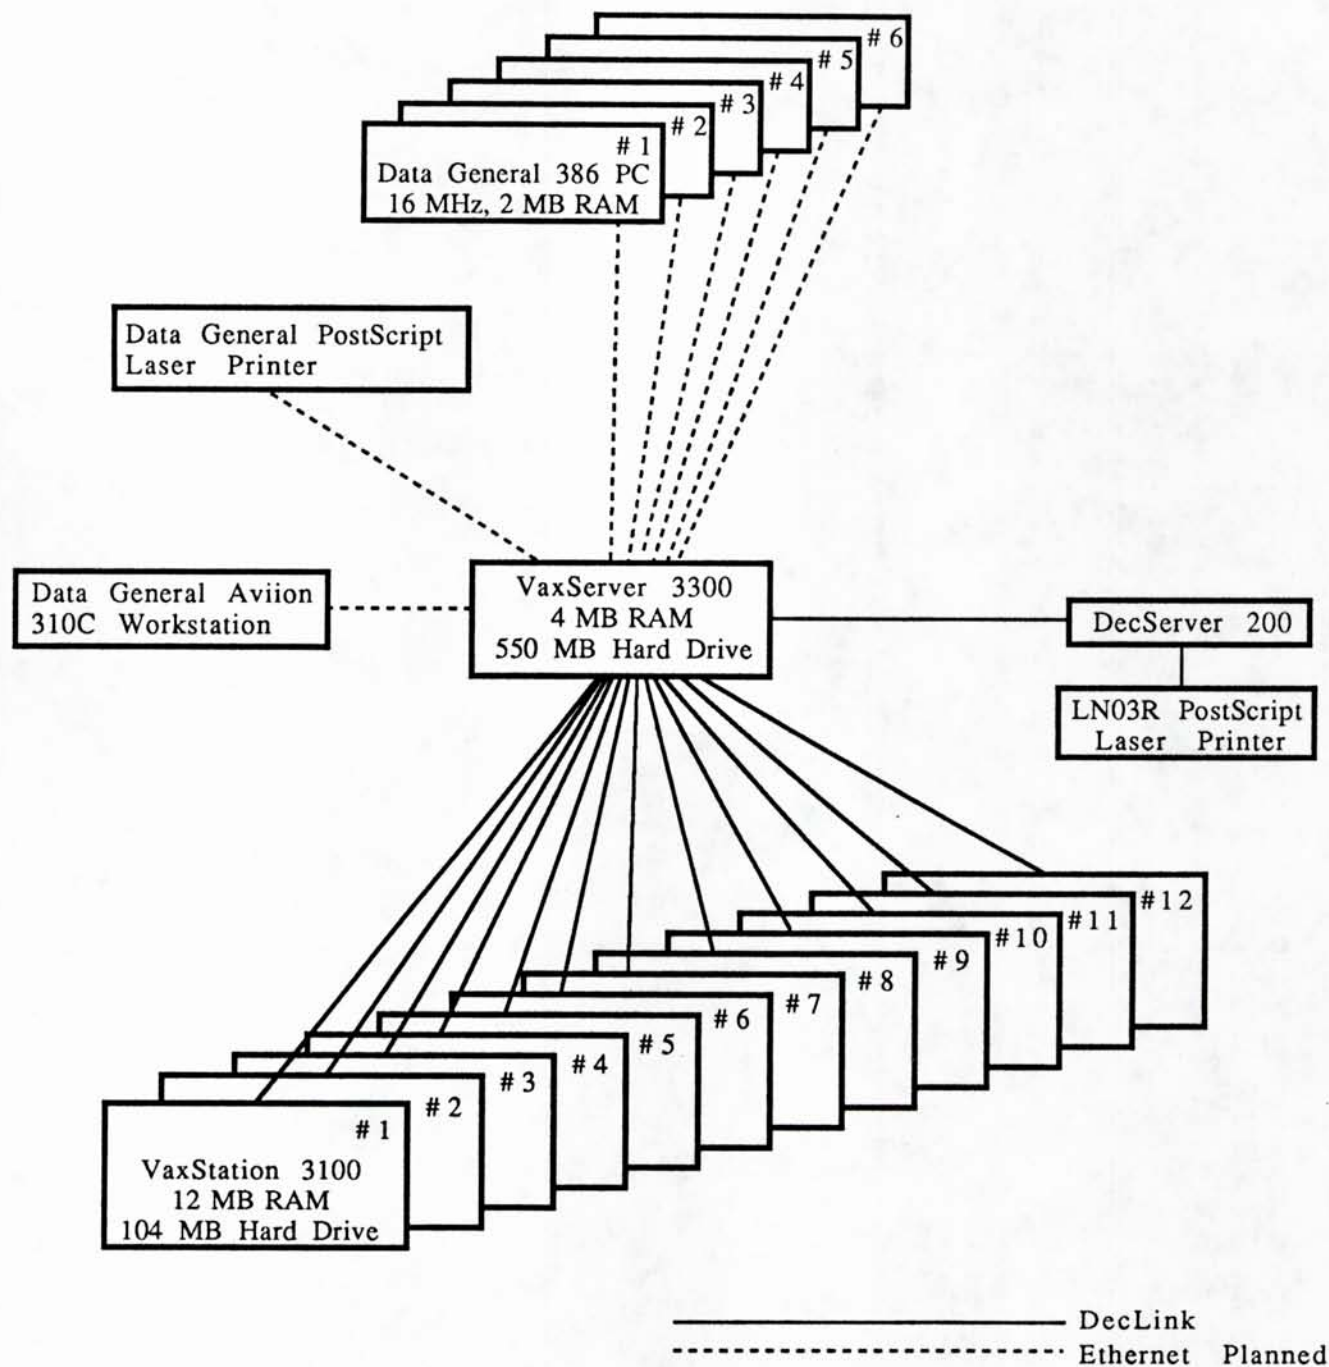 # 6
# 5
# 4
# 3
# 2
# 1
Data General 386 PC
16 MHz, 2 MB RAM
Data General PostScript
Laser Printer
Data General Aviion
310C Workstation
VaxServer 3300
4 MB RAM
550 MB Hard Drive
DecServer 200
LN03R PostScript
Laser Printer
#12
#11
#10
# 9
# 8
# 7
# 6
# 5
# 4
# 3
# 2
# 1
VaxStation 3100
12 MB RAM
104 MB Hard Drive
DecLink
Ethernet Planned